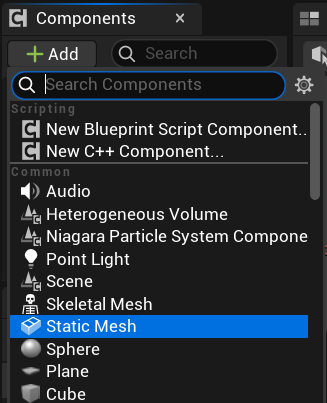 Components
Add
Search
Search Components
Scripting
New Blueprint Script Component..
New C++ Component...
Common
Audio
Heterogeneous Volume
Niagara Particle System Compone
Point Light
Scene
Skeletal Mesh
Static Mesh
Sphere
Plane
Cube